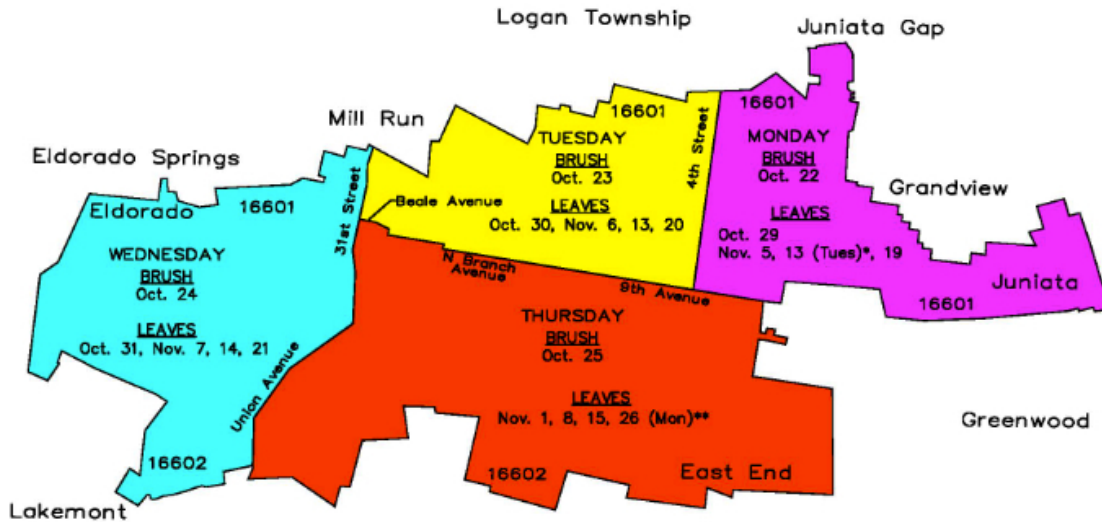 Logan Township
Juniata Gap
Mill Run
Eldorado Springs
Grandview
Greenwood
Lakemont
Eldorado
16601
WEDNESDAY
BRUSH
Oct. 24
LEAVES
Oct. 31, Nov. 7, 14, 21
16602
31st Street
Union Avenue
16601
TUESDAY
BRUSH
Oct. 23
LEAVES
Oct. 30, Nov. 6, 13, 20
Beale Avenue
N Branch
Avenue
9th Avenue
4th Street
16601
MONDAY
BRUSH
Oct. 22
LEAVES
Oct. 29
Nov. 5, 13 (Tues)*, 19
Juniata
16601
THURSDAY
BRUSH
Oct. 25
LEAVES
Nov. 1, 8, 15, 26 (Mon)**
16602
East End